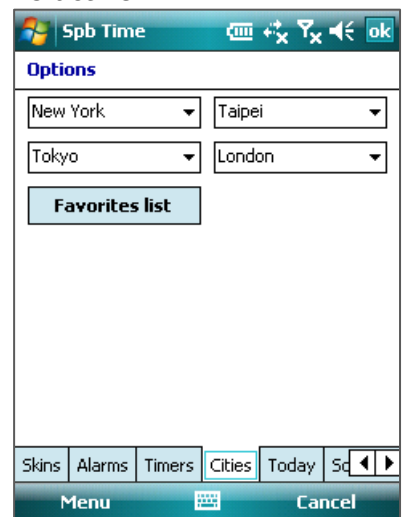 Spb Time ok
Options
New York Taipei
Tokyo London
Favorites list
Skins Alarms Timers Cities Today
Menu Cancel